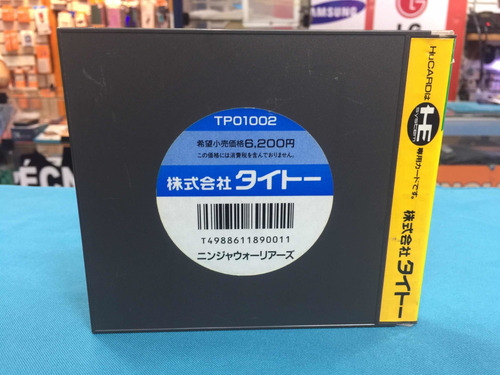 SAMSUNG
LG
TP01002
希望小売価格6,200円
この価格には消費税を含んでおりません。
株式会社 タイトー
T4988611890011
ニンジャウォーリアーズ
HuCARDは HE SYSTEM 専用カードです。 株式会社 タイトー